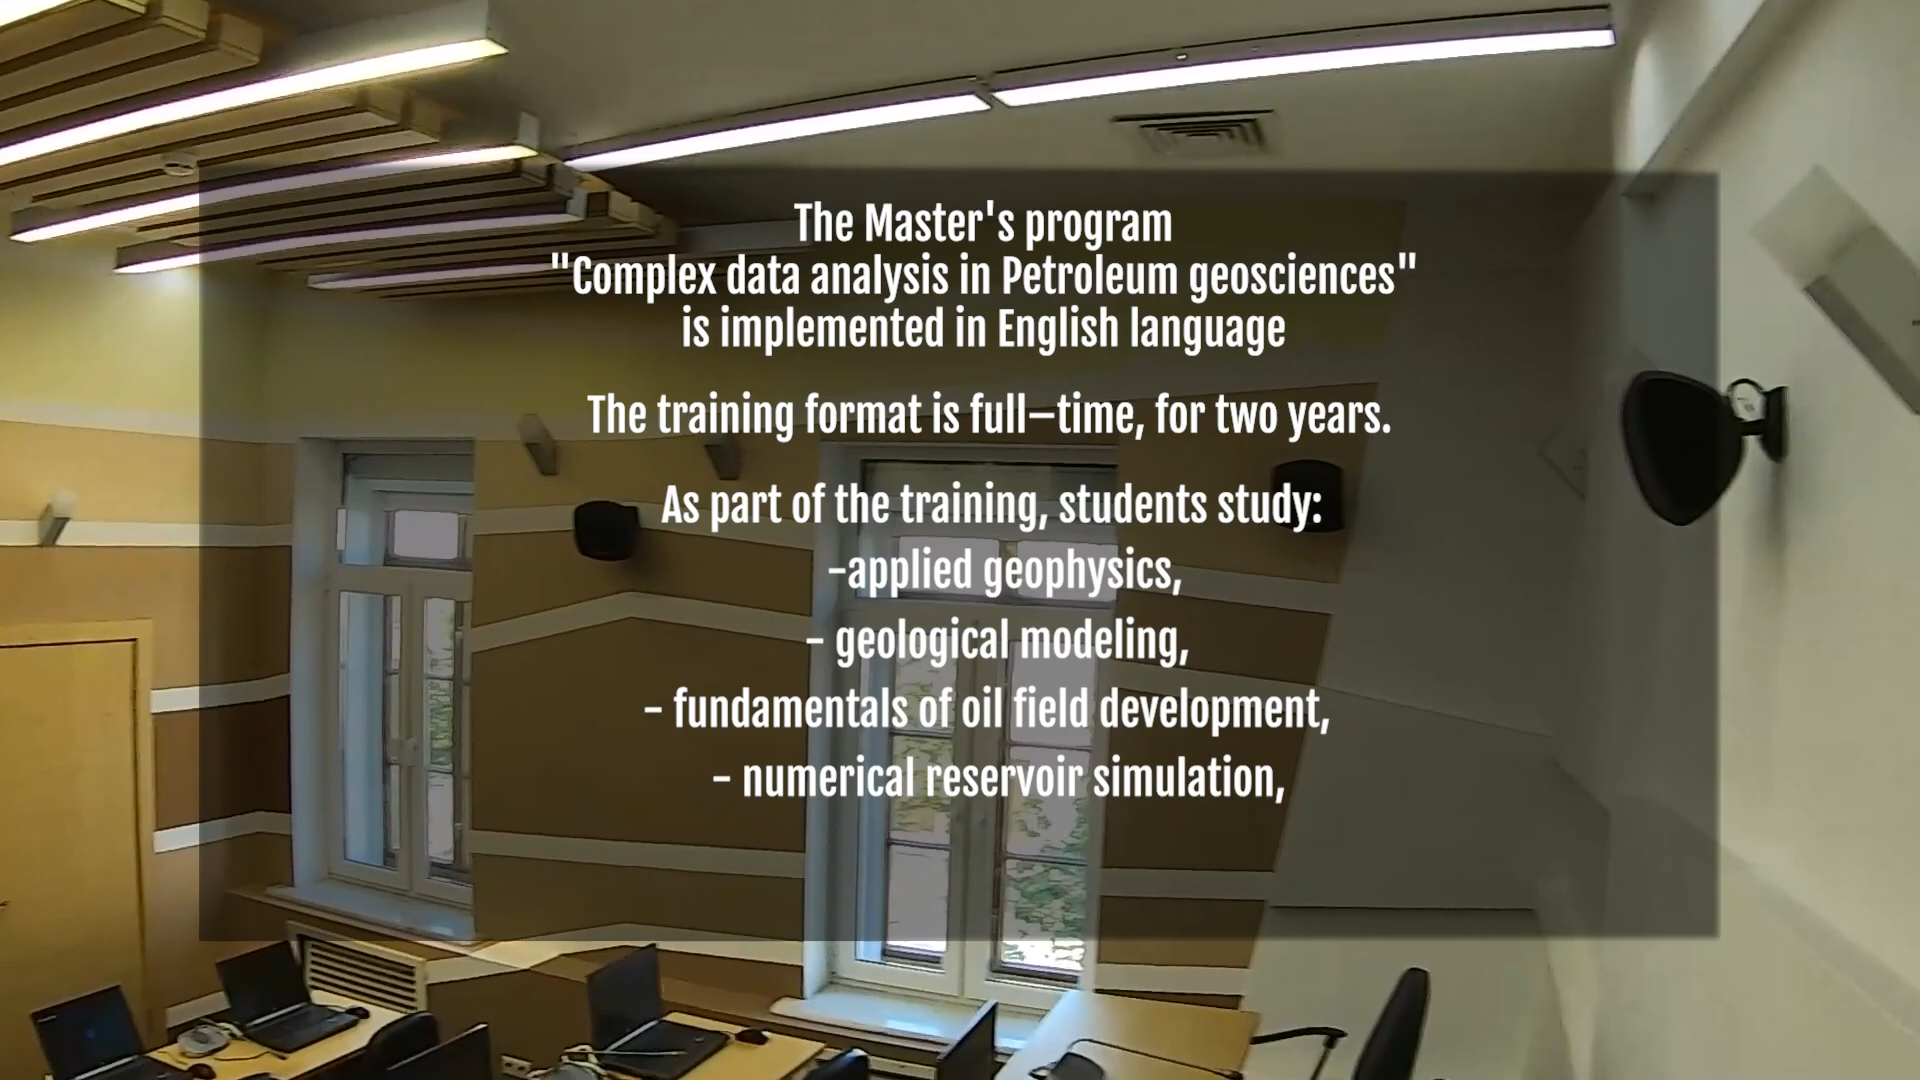 The Master's program
"Complex data analysis in Petroleum geosciences"
is implemented in English language
The training format is full–time, for two years.
As part of the training, students study:
-applied geophysics,
- geological modeling,
- fundamentals of oil field development,
- numerical reservoir simulation,